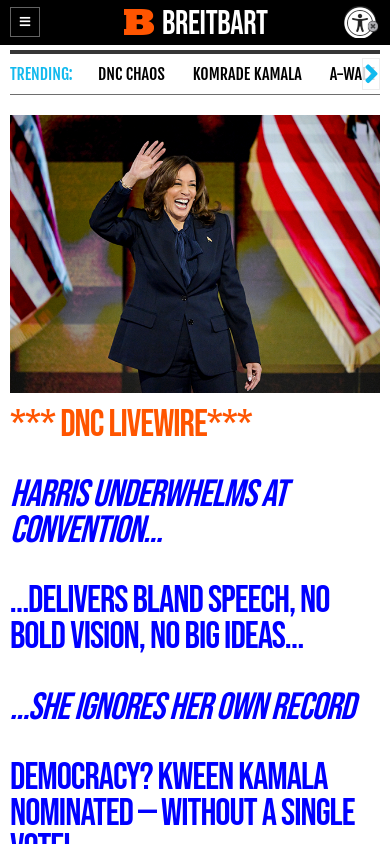 B BREITBART
TRENDING: DNC CHAOS KOMRADE KAMALA A-WA
*** DNC LIVEWIRE***
HARRIS UNDERWHELMS AT
CONVENTION...
...DELIVERS BLAND SPEECH, NO
BOLD VISION, NO BIG IDEAS...
...SHE IGNORES HER OWN RECORD
DEMOCRACY? KWEEN KAMALA
NOMINATED — WITHOUT A SINGLE
VOTE!